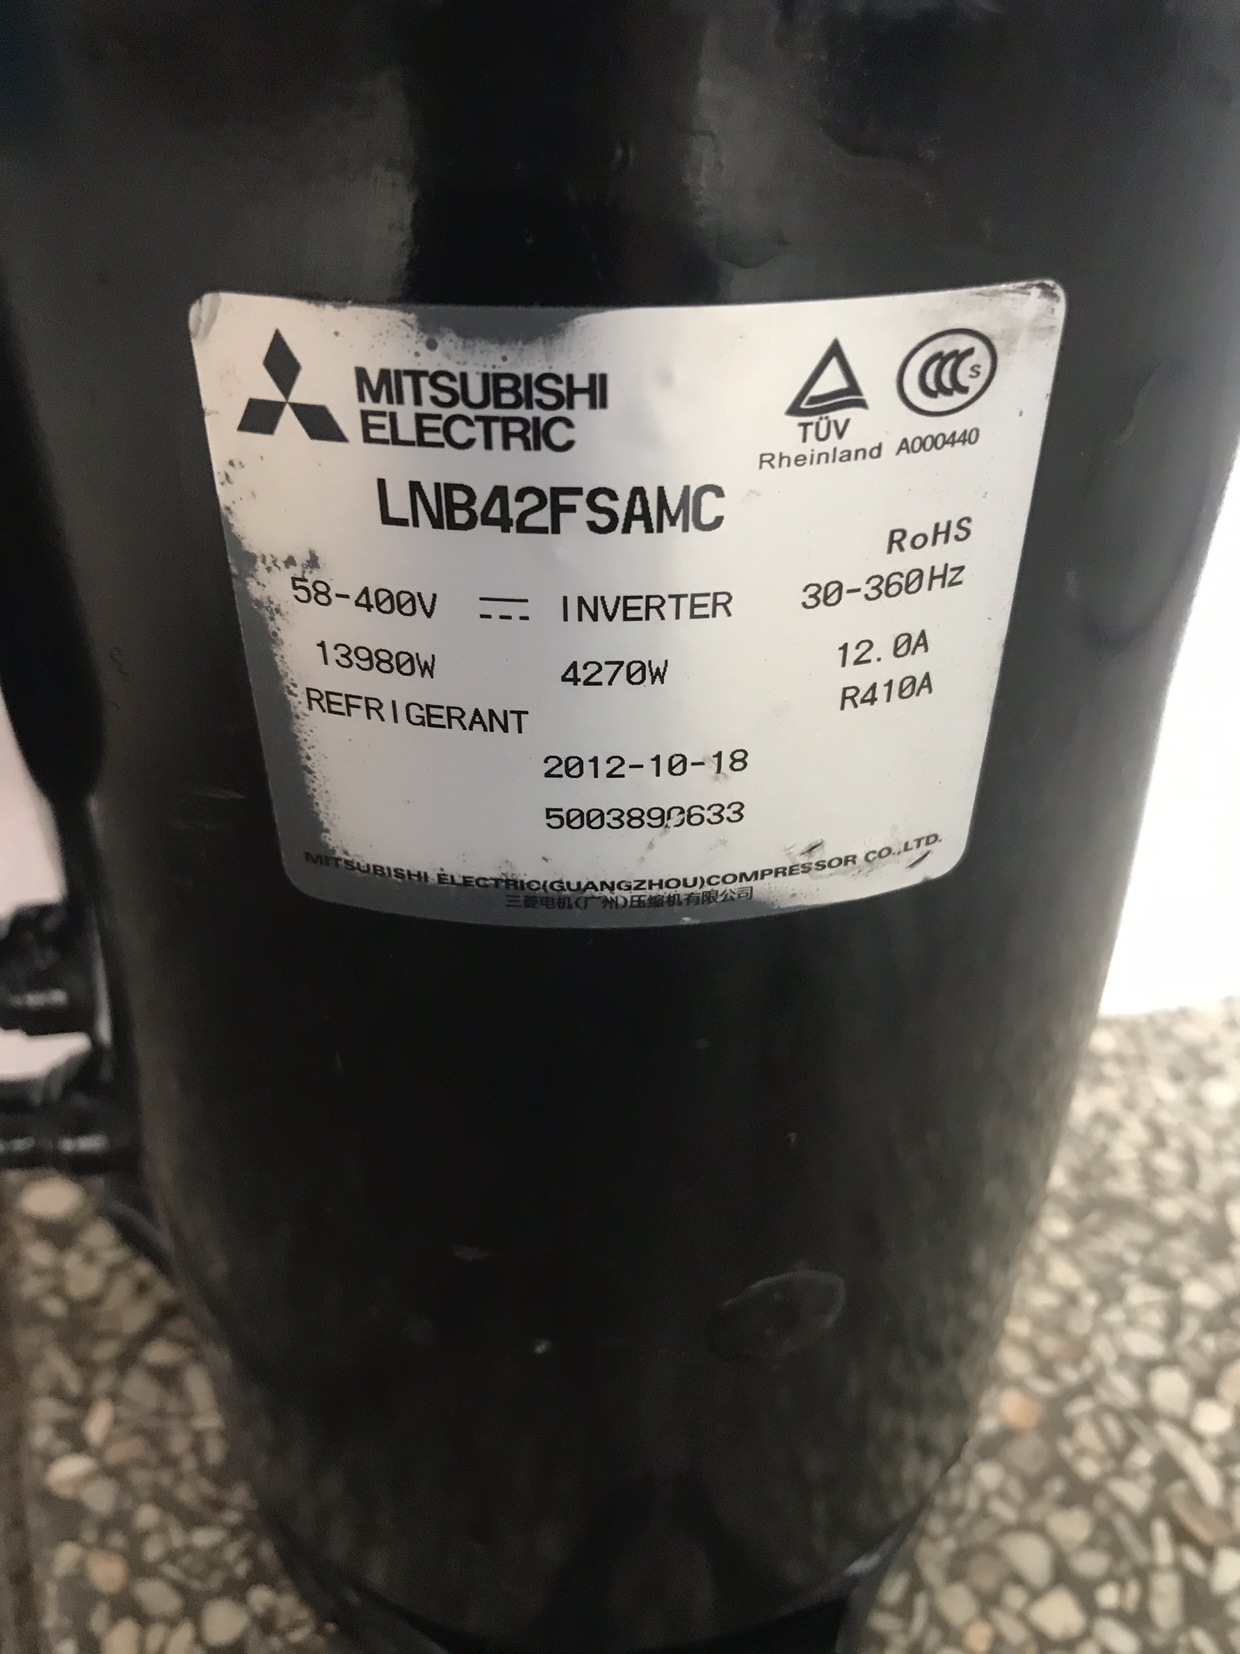 MITSUBISHI
ELECTRIC
TÜV
Rheinland
CCC S
A000440
LNB42FSAMC
RoHS
58-400V INVERTER 30-360Hz
13980W 4270W 12.0A
REFRIGERANT R410A
2012-10-18
MITSUBISHI ELECTRIC(GUANGZHOU)COMPRESSOR CO.,LTD.
三菱电机(广州)压缩机有限公司